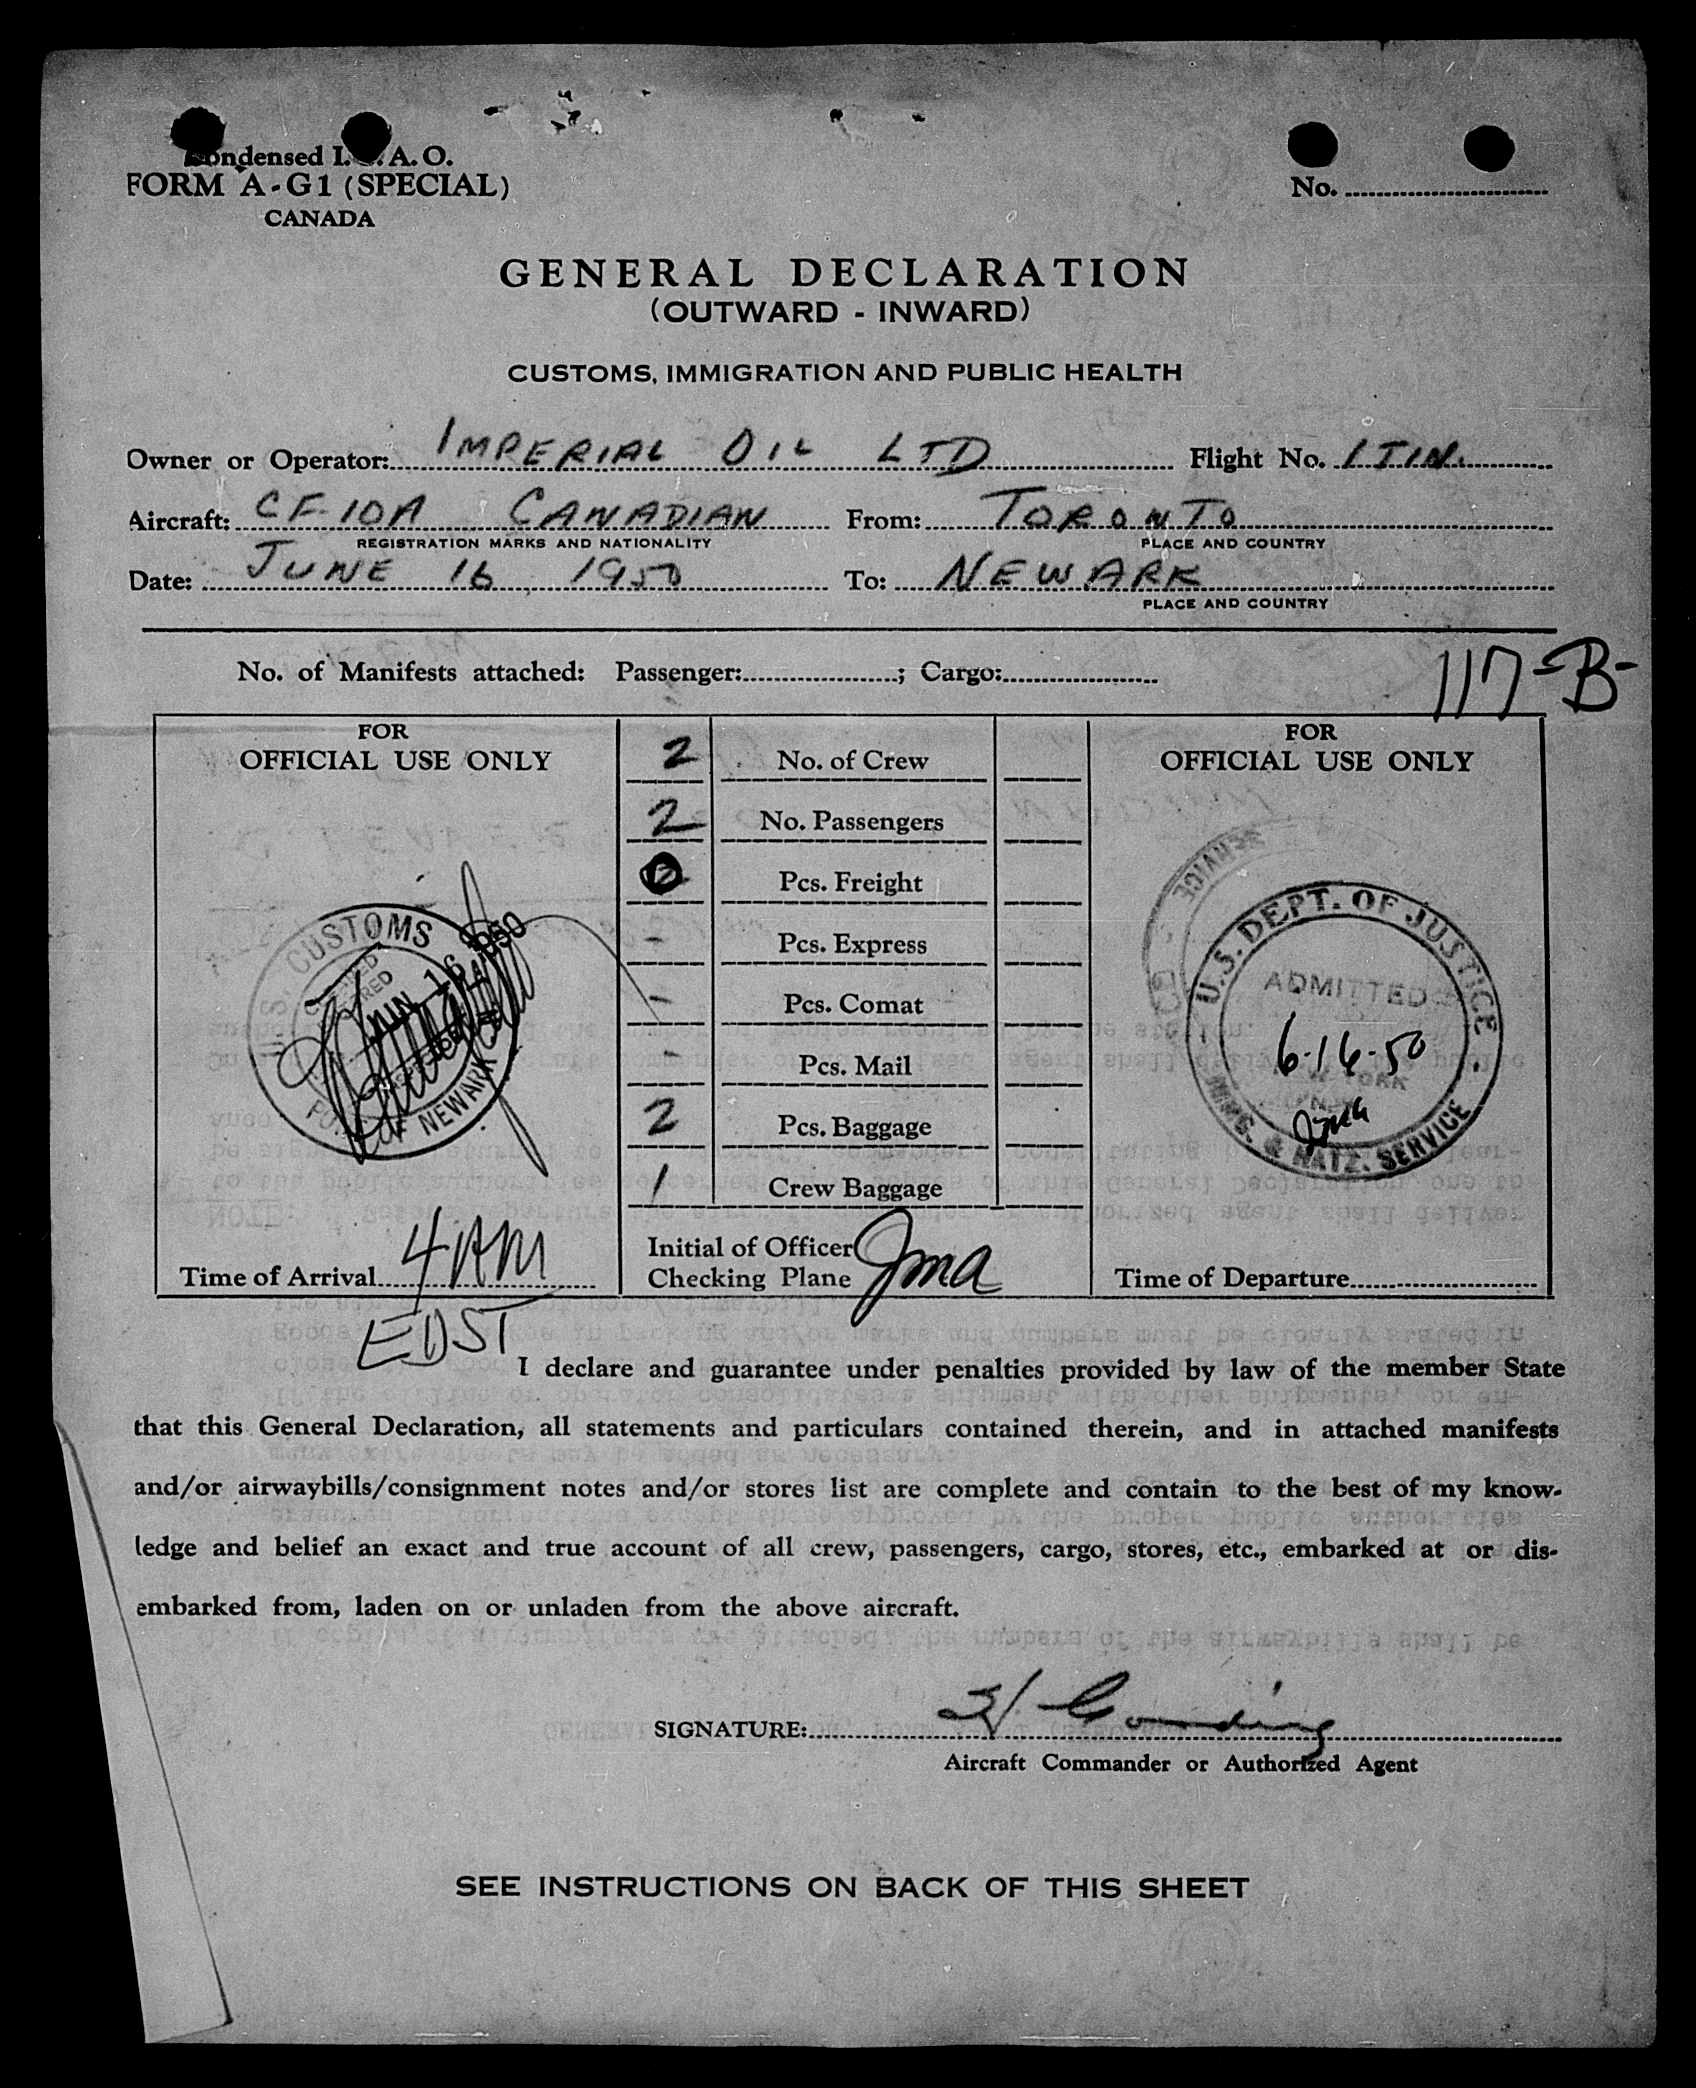 Condensed I.C.A.O.
FORM A-G1 (SPECIAL)
CANADA
No.
GENERAL DECLARATION
(OUTWARD - INWARD)
CUSTOMS, IMMIGRATION AND PUBLIC HEALTH
Owner or Operator: IMPERIAL OIL LTD Flight No. ITIN.
Aircraft: CF-IOA CANADIAN From: TORONTO
REGISTRATION MARKS AND NATIONALITY PLACE AND COUNTRY
Date: JUNE 16, 1950 To: NEWARK
PLACE AND COUNTRY
No. of Manifests attached: Passenger: ; Cargo:
117-B-
FOR
OFFICIAL USE ONLY
U.S. CUSTOMS
JUN 16 1950
PORT OF NEWARK
Time of Arrival 4 AM
EDST
2 No. of Crew
2 No. Passengers
0 Pcs. Freight
- Pcs. Express
- Pcs. Comat
- Pcs. Mail
2 Pcs. Baggage
1 Crew Baggage
Initial of Officer
Checking Plane Jma
FOR
OFFICIAL USE ONLY
SERVICE
U.S. DEPT. OF JUSTICE
ADMITTED
6-16-50
Jma
IMMG. & NATZ. SERVICE
Time of Departure
I declare and guarantee under penalties provided by law of the member State
that this General Declaration, all statements and particulars contained therein, and in attached manifests
and/or airwaybills/consignment notes and/or stores list are complete and contain to the best of my know-
ledge and belief an exact and true account of all crew, passengers, cargo, stores, etc., embarked at or dis-
embarked from, laden on or unladen from the above aircraft.
SIGNATURE: Gooding
Aircraft Commander or Authorized Agent
SEE INSTRUCTIONS ON BACK OF THIS SHEET